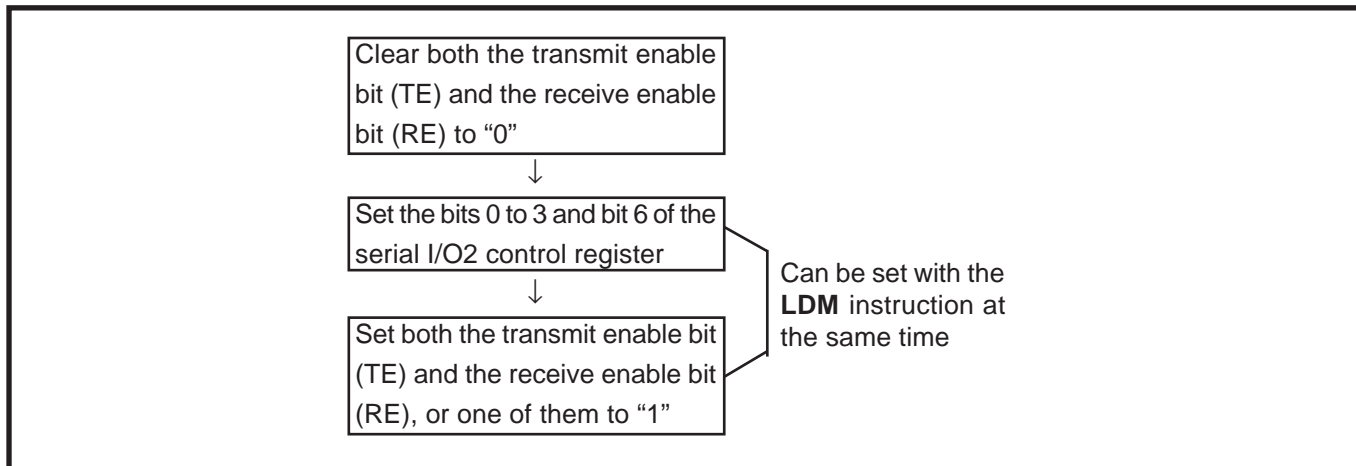 Clear both the transmit enable
bit (TE) and the receive enable
bit (RE) to “0”
↓
Set the bits 0 to 3 and bit 6 of the
serial I/O2 control register
↓
Set both the transmit enable bit
(TE) and the receive enable bit
(RE), or one of them to “1”
Can be set with the
LDM instruction at
the same time